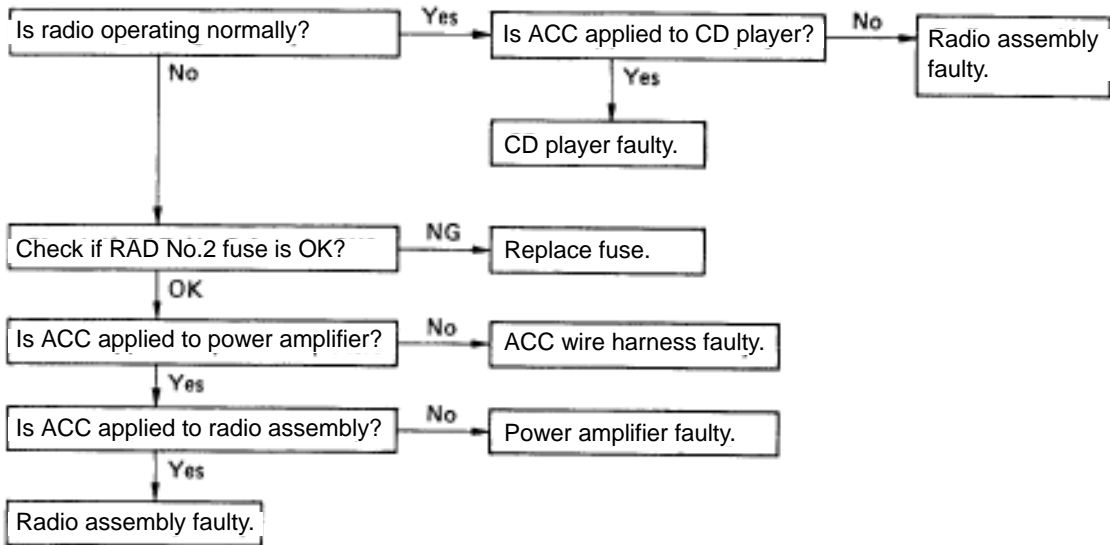 Is radio operating normally?
Yes
Is ACC applied to CD player?
No
Radio assembly
faulty.
No
Yes
CD player faulty.
Check if RAD No.2 fuse is OK?
NG
Replace fuse.
OK
Is ACC applied to power amplifier?
No
ACC wire harness faulty.
Yes
Is ACC applied to radio assembly?
No
Power amplifier faulty.
Yes
Radio assembly faulty.